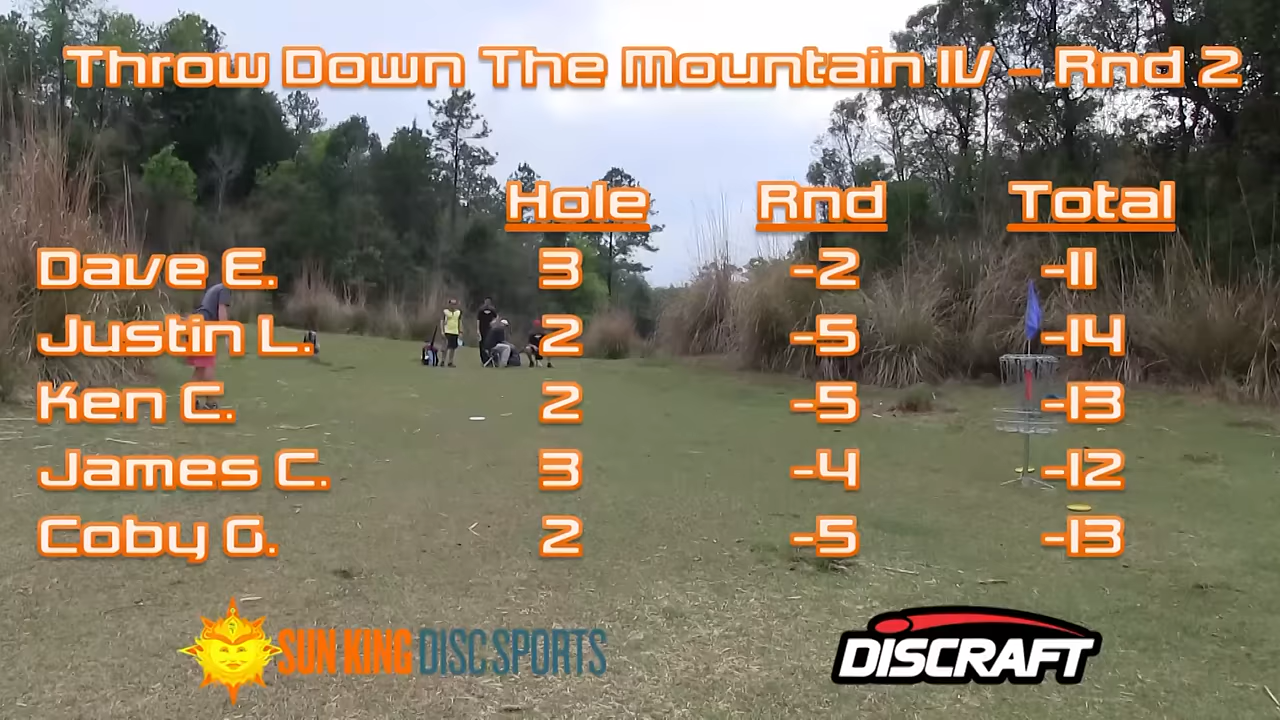 Throw Down The Mountain IV - Rnd 2
Hole Rnd Total
Dave E. 3 -2 -11
Justin L. 2 -5 -14
Ken C. 2 -5 -13
James C. 3 -4 -12
Coby G. 2 -5 -13
SUN KING DISC SPORTS
DISCRAFT